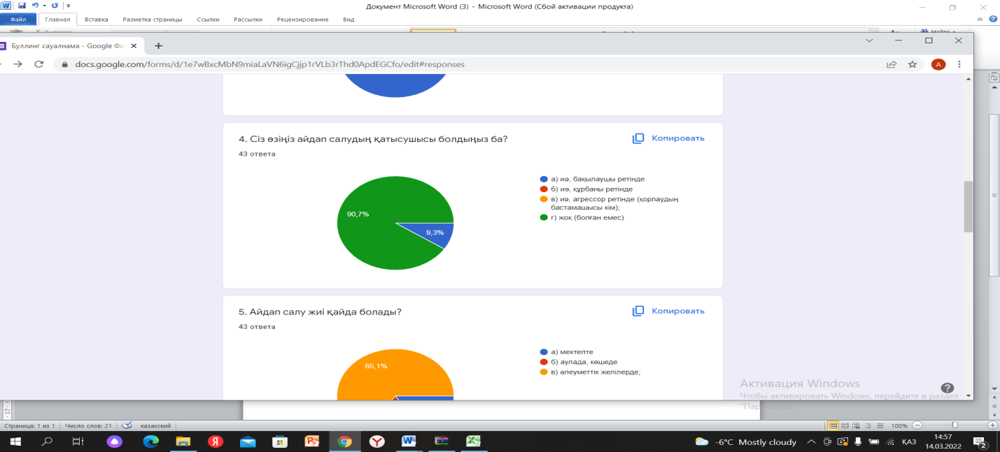 Документ Microsoft Word (3) - Microsoft Word (Сбой активации продукта)
Файл Главная Вставка Разметка страницы Ссылки Рассылки Рецензирование Вид
Буллинг сауалнама - Google Фо
docs.google.com/forms/d/1e7wBxcMbN9miaLaVN6igCjjp1rVLb3rThd0ApdEGCfo/edit#responses
A
4. Сіз өзіңіз айдап салудың қатысушысы болдыңыз ба?
Копировать
43 ответа
90,7%
9,3%
а) иә, бақылаушы ретінде
б) иә, құрбаны ретінде
в) иә, агрессор ретінде (қорлаудың
бастамашысы кім);
г) жоқ (болған емес)
5. Айдап салу жиі қайда болады?
Копировать
43 ответа
65,1%
а) мектепте
б) аулада, көшеде
в) әлеуметтік желілерде;
Активация Windows
Чтобы активировать Windows, перейдите в раздел
17
Страница: 1 из 1 Число слов: 21 казахский 100%
-6°C Mostly cloudy ҚАЗ 14:57
14.03.2022
2